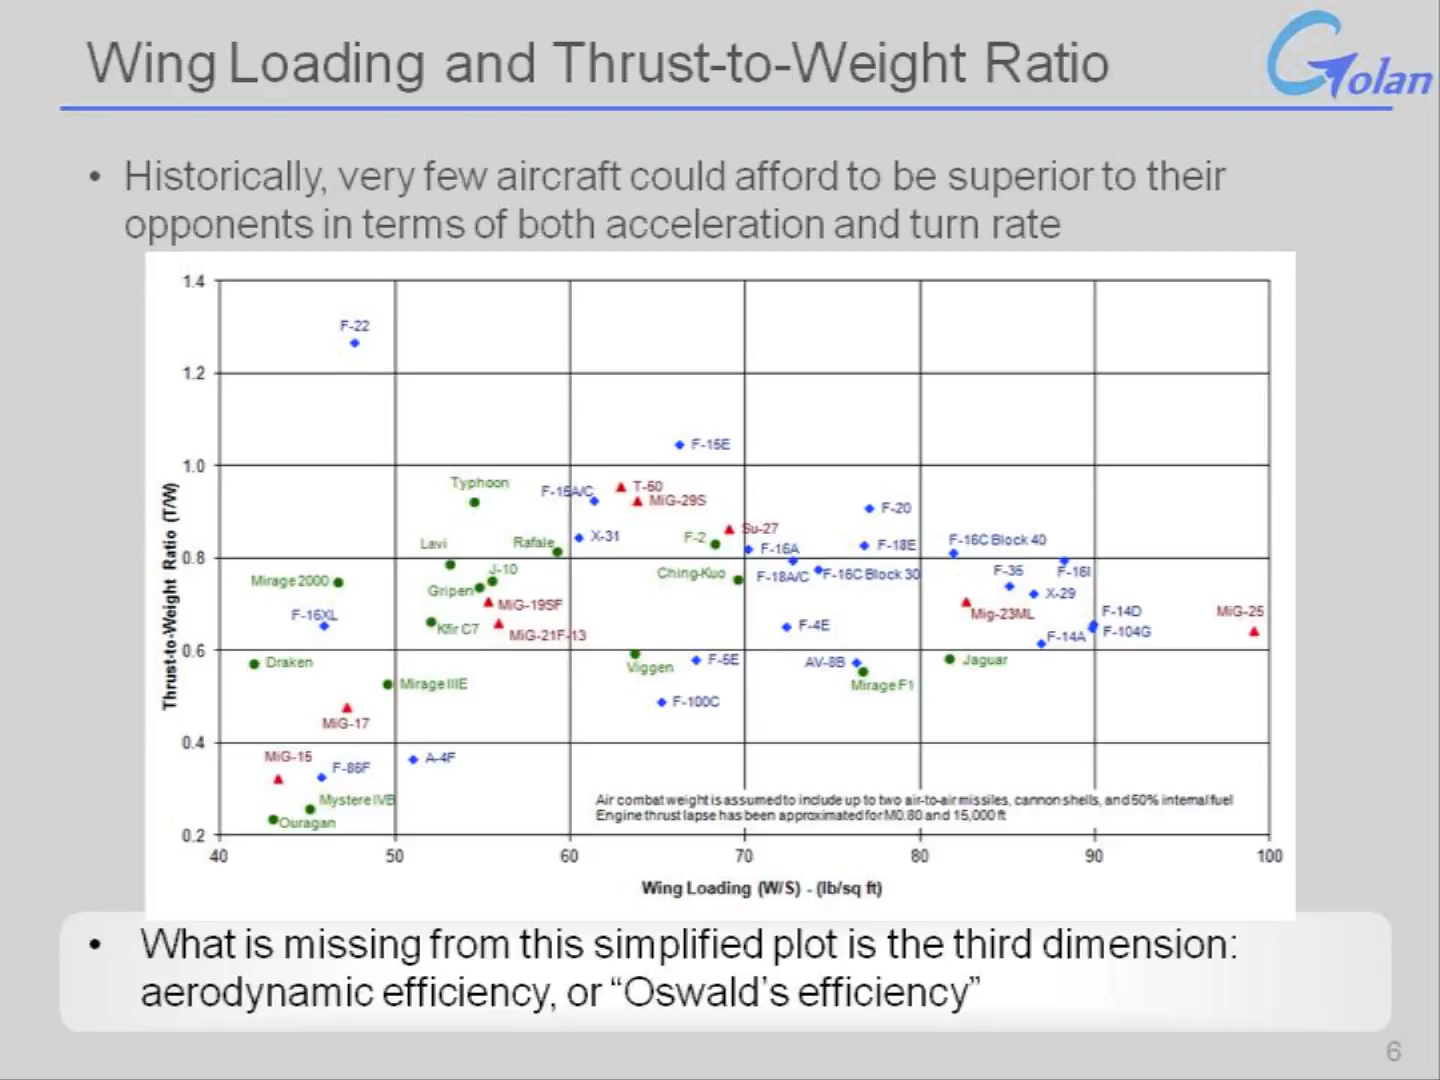 Wing Loading and Thrust-to-Weight Ratio
Golan
• Historically, very few aircraft could afford to be superior to their
opponents in terms of both acceleration and turn rate
1.4
1.2
1.0
0.8
0.6
0.4
0.2
Thrust-to-Weight Ratio (T/W)
F-22
F-15E
Typhoon
F-15A/C
T-50
MiG-29S
F-20
Su-27
X-31
F-2
Lavi
Rafale
F-16A
F-18E
F-16C Block 40
Mirage 2000
J-10
Gripen
Ching-Kuo
F-18A/C
F-16C Block 30
F-35
F-16I
X-29
MiG-19SF
Mig-23ML
F-14D
MiG-25
F-16XL
Kfir C7
MiG-21F-13
F-4E
F-14A
F-104G
Draken
Viggen
F-5E
AV-8B
Jaguar
Mirage IIIE
Mirage F1
F-100C
MiG-17
MiG-15
F-86F
A-4F
Mystere IVB
Ouragan
Air combat weight is assumed to include up to two air-to-air missiles, cannon shells, and 50% internal fuel
Engine thrust lapse has been approximated for M0.80 and 15,000 ft
40 50 60 70 80 90 100
Wing Loading (W/S) - (lb/sq ft)
• What is missing from this simplified plot is the third dimension:
aerodynamic efficiency, or “Oswald’s efficiency”
6